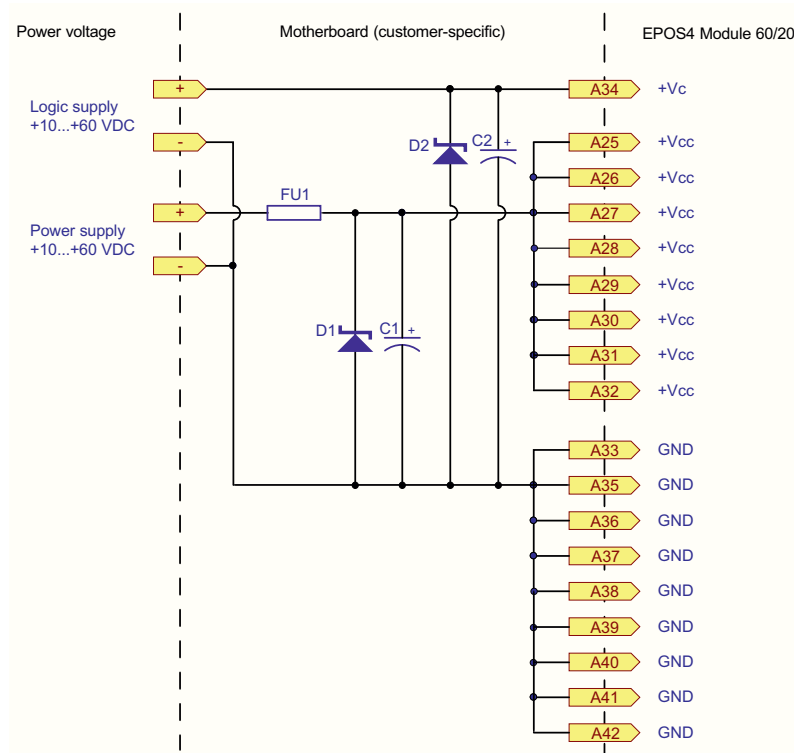 Power voltage
Motherboard (customer-specific)
EPOS4 Module 60/20
+
A34
+Vc
Logic supply
+10...+60 VDC
-
D2
C2
+
A25
+Vcc
A26
+Vcc
FU1
+
A27
+Vcc
Power supply
+10...+60 VDC
-
A28
+Vcc
A29
+Vcc
D1
C1
+
A30
+Vcc
A31
+Vcc
A32
+Vcc
A33
GND
A35
GND
A36
GND
A37
GND
A38
GND
A39
GND
A40
GND
A41
GND
A42
GND